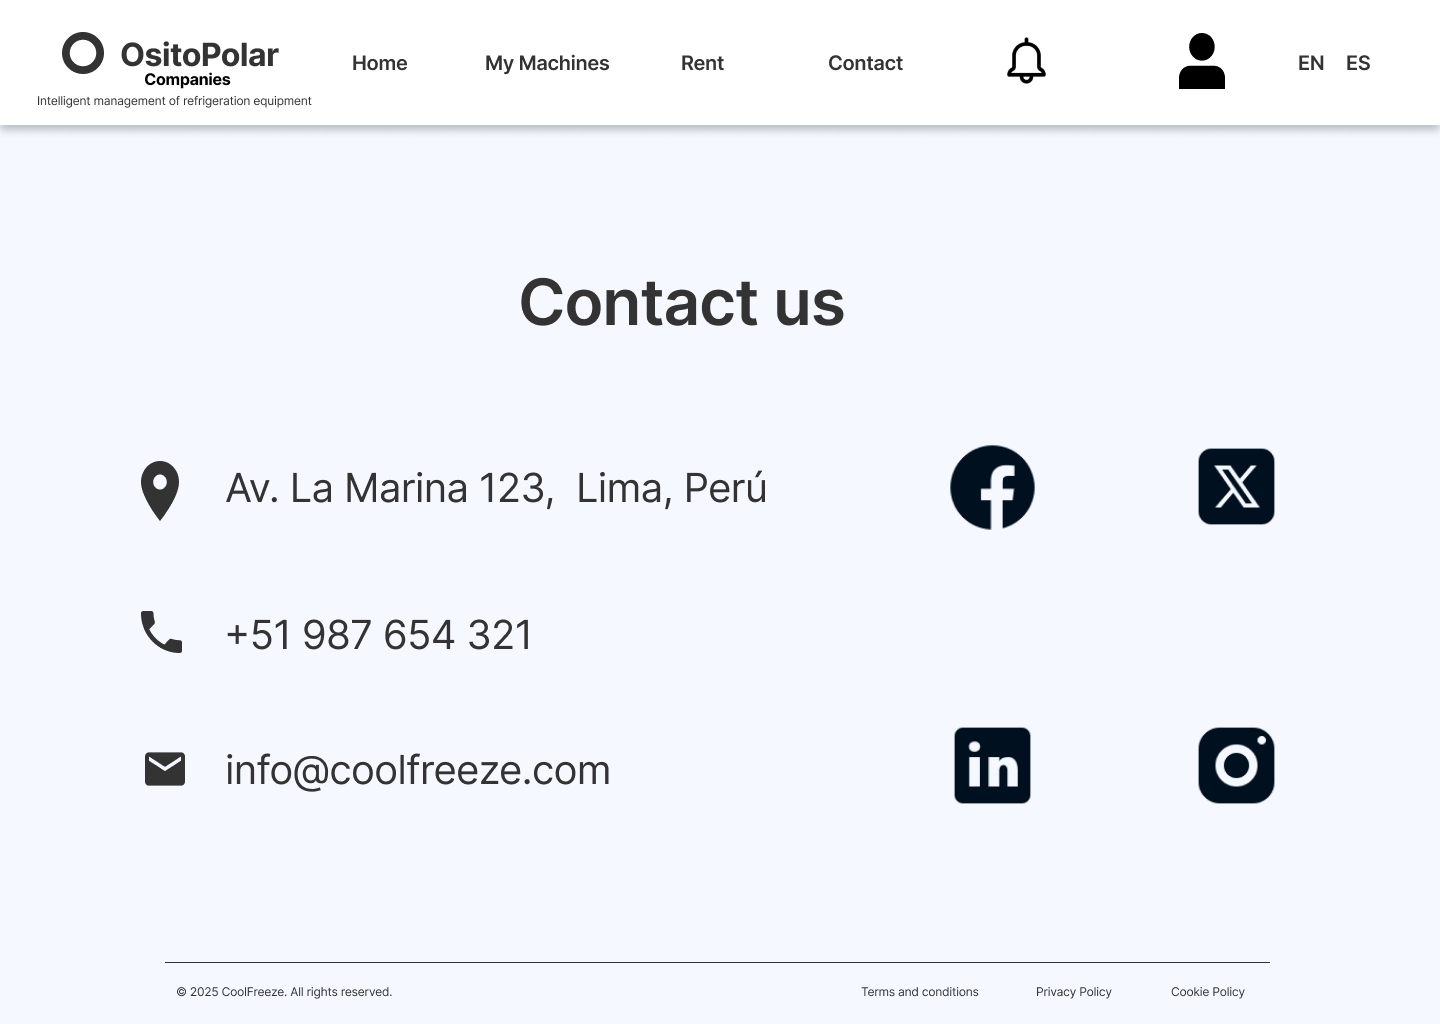 OsitoPolar
Companies
Intelligent management of refrigeration equipment
Home
My Machines
Rent
Contact
EN
ES
Contact us
Av. La Marina 123,  Lima, Perú
+51 987 654 321
info@coolfreeze.com
© 2025 CoolFreeze. All rights reserved.
Terms and conditions
Privacy Policy
Cookie Policy